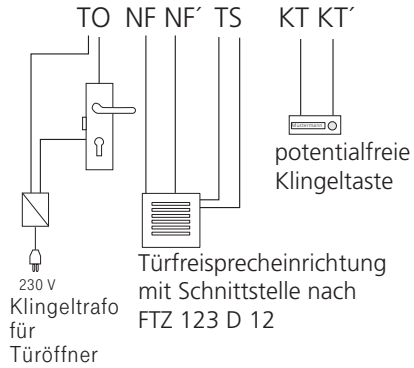 TO NF NF´ TS KT KT´
Mustermann
potentialfreie
Klingeltaste
230 V
Klingeltrafo
für
Türöffner
Türfreisprecheinrichtung
mit Schnittstelle nach
FTZ 123 D 12